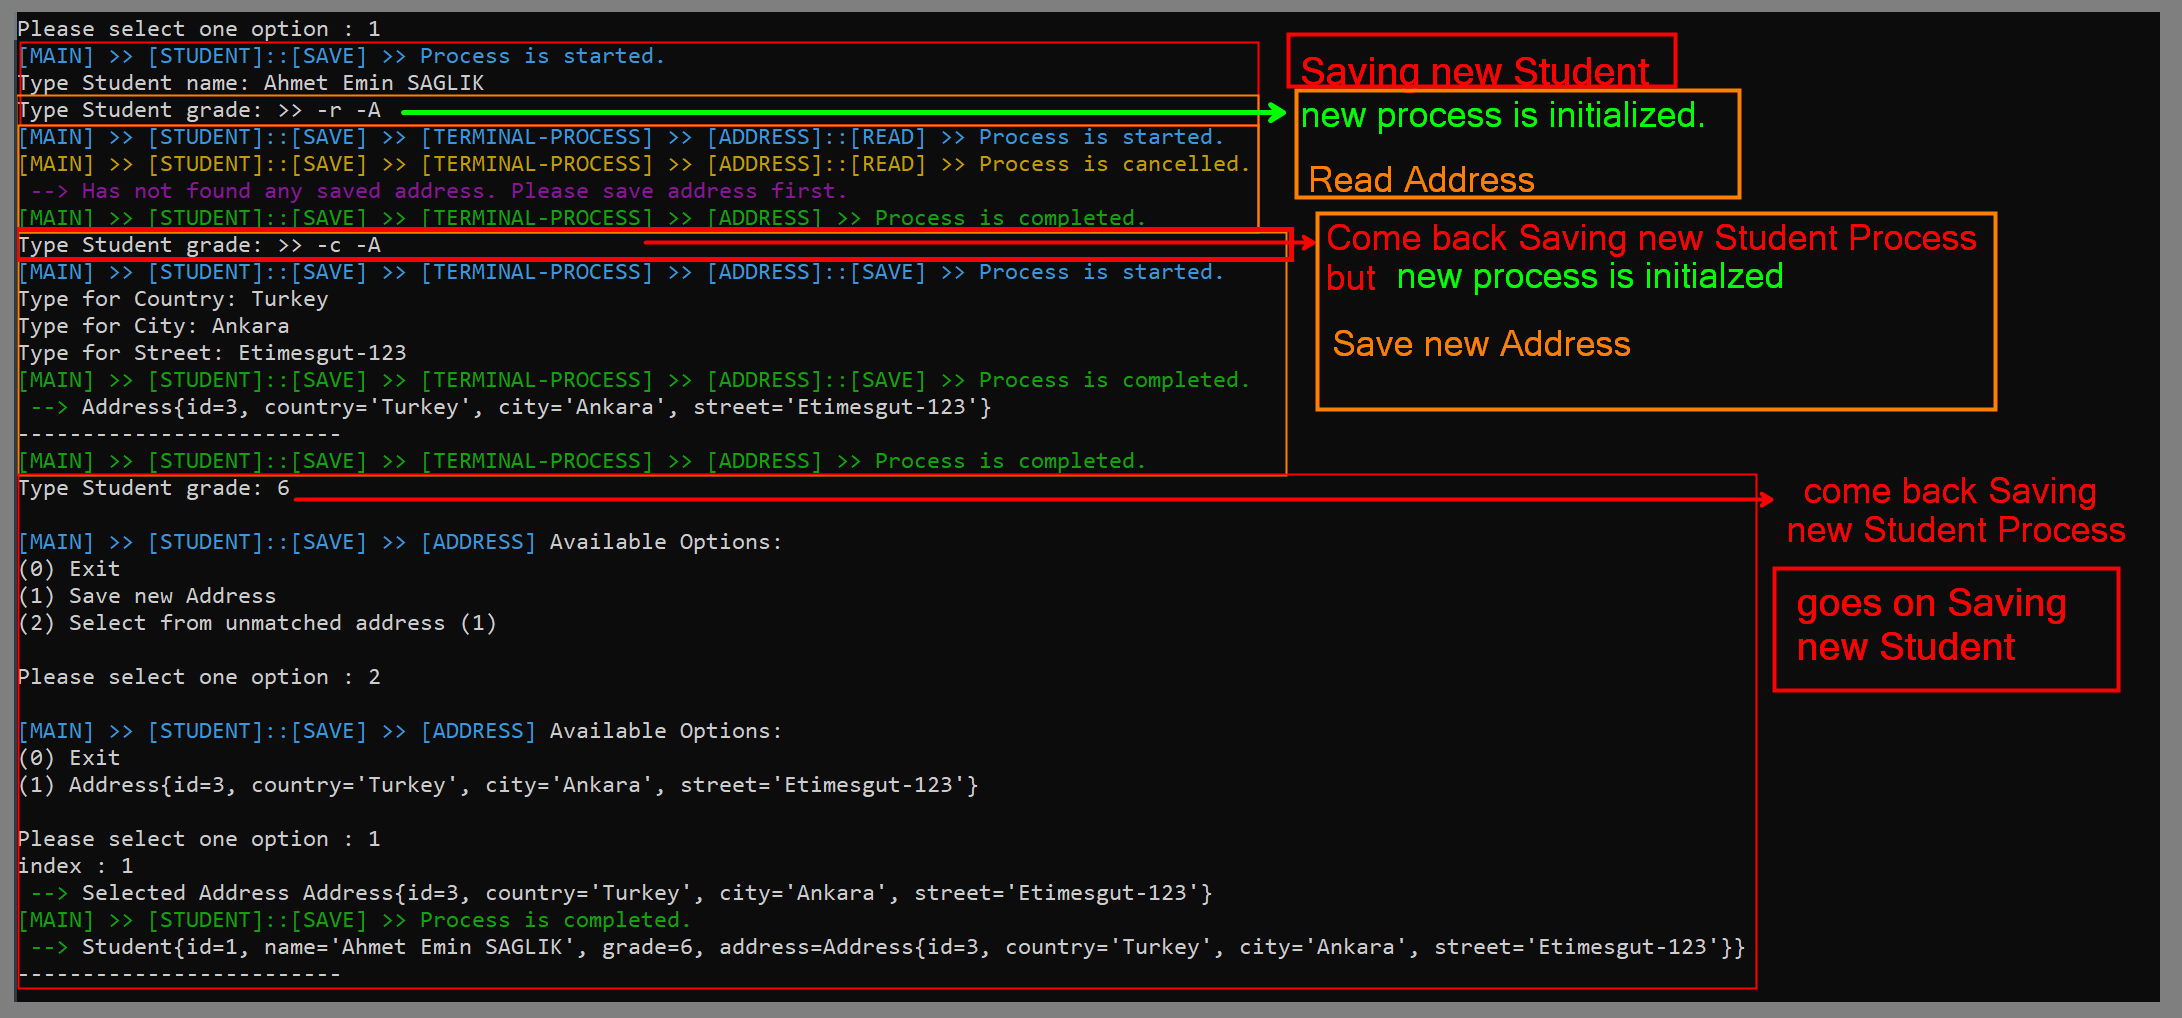 Please select one option : 1
[MAIN] >> [STUDENT]::[SAVE] >> Process is started.
Type Student name: Ahmet Emin SAGLIK
Type Student grade: >> -r -A
[MAIN] >> [STUDENT]::[SAVE] >> [TERMINAL-PROCESS] >> [ADDRESS]::[READ] >> Process is started.
[MAIN] >> [STUDENT]::[SAVE] >> [TERMINAL-PROCESS] >> [ADDRESS]::[READ] >> Process is cancelled.
--> Has not found any saved address. Please save address first.
[MAIN] >> [STUDENT]::[SAVE] >> [TERMINAL-PROCESS] >> [ADDRESS] >> Process is completed.
Type Student grade: >> -c -A
[MAIN] >> [STUDENT]::[SAVE] >> [TERMINAL-PROCESS] >> [ADDRESS]::[SAVE] >> Process is started.
Type for Country: Turkey
Type for City: Ankara
Type for Street: Etimesgut-123
[MAIN] >> [STUDENT]::[SAVE] >> [TERMINAL-PROCESS] >> [ADDRESS]::[SAVE] >> Process is completed.
--> Address{id=3, country='Turkey', city='Ankara', street='Etimesgut-123'}
-------------------------
[MAIN] >> [STUDENT]::[SAVE] >> [TERMINAL-PROCESS] >> [ADDRESS] >> Process is completed.
Type Student grade: 6
[MAIN] >> [STUDENT]::[SAVE] >> [ADDRESS] Available Options:
(0) Exit
(1) Save new Address
(2) Select from unmatched address (1)
Please select one option : 2
[MAIN] >> [STUDENT]::[SAVE] >> [ADDRESS] Available Options:
(0) Exit
(1) Address{id=3, country='Turkey', city='Ankara', street='Etimesgut-123'}
Please select one option : 1
index : 1
--> Selected Address Address{id=3, country='Turkey', city='Ankara', street='Etimesgut-123'}
[MAIN] >> [STUDENT]::[SAVE] >> Process is completed.
--> Student{id=1, name='Ahmet Emin SAGLIK', grade=6, address=Address{id=3, country='Turkey', city='Ankara', street='Etimesgut-123'}}
-------------------------
Saving new Student
new process is initialized.
Read Address
Come back Saving new Student Process
but new process is initialzed
Save new Address
come back Saving
new Student Process
goes on Saving
new Student